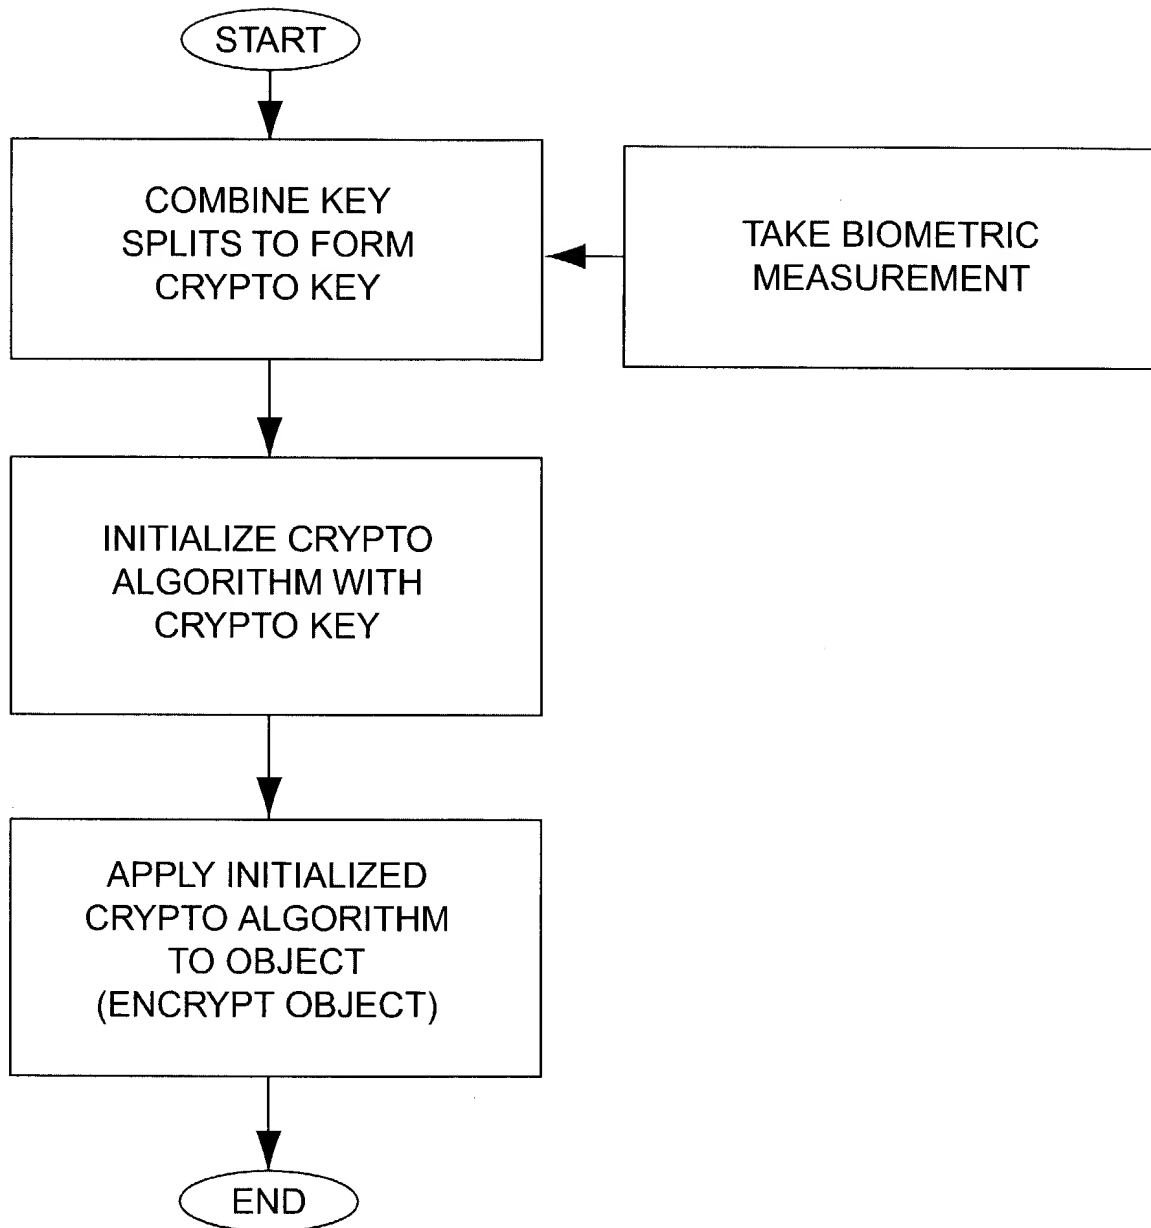 START
COMBINE KEY
SPLITS TO FORM
CRYPTO KEY
TAKE BIOMETRIC
MEASUREMENT
INITIALIZE CRYPTO
ALGORITHM WITH
CRYPTO KEY
APPLY INITIALIZED
CRYPTO ALGORITHM
TO OBJECT
(ENCRYPT OBJECT)
END